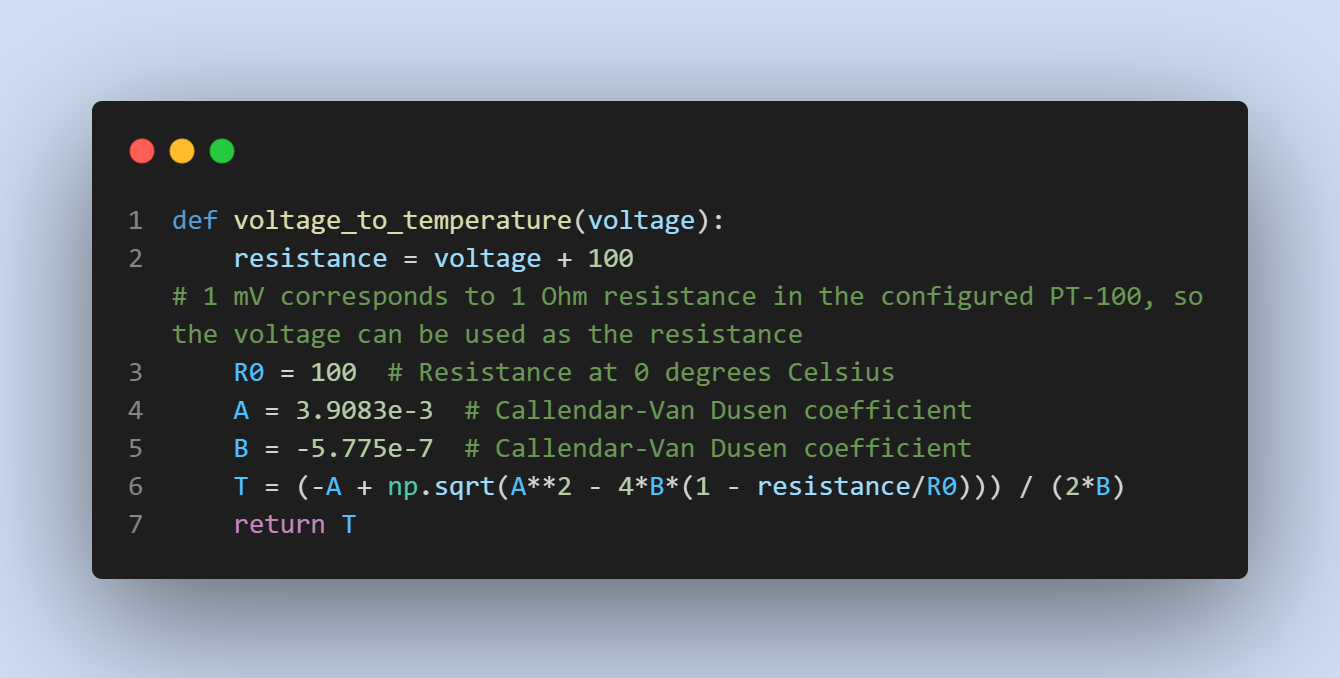 1 def voltage_to_temperature(voltage):
2     resistance = voltage + 100
# 1 mV corresponds to 1 Ohm resistance in the configured PT-100, so
the voltage can be used as the resistance
3     R0 = 100  # Resistance at 0 degrees Celsius
4     A = 3.9083e-3  # Callendar-Van Dusen coefficient
5     B = -5.775e-7  # Callendar-Van Dusen coefficient
6     T = (-A + np.sqrt(A**2 - 4*B*(1 - resistance/R0))) / (2*B)
7     return T